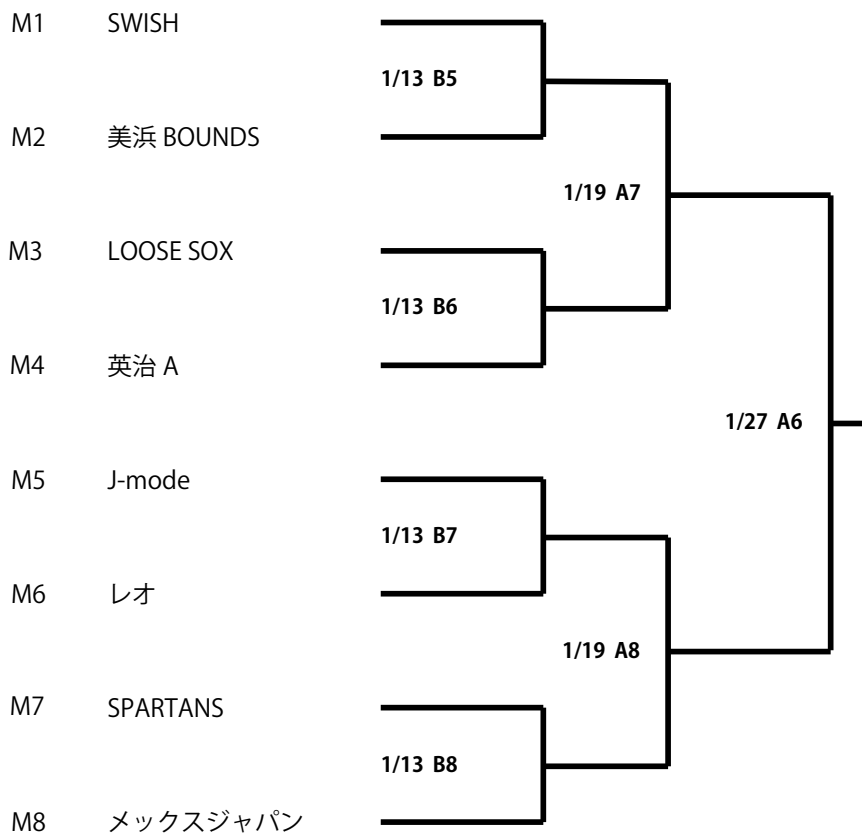 M1 SWISH
1/13 B5
M2 美浜 BOUNDS
1/19 A7
M3 LOOSE SOX
1/13 B6
M4 英治 A
1/27 A6
M5 J-mode
1/13 B7
M6 レオ
1/19 A8
M7 SPARTANS
1/13 B8
M8 メックスジャパン